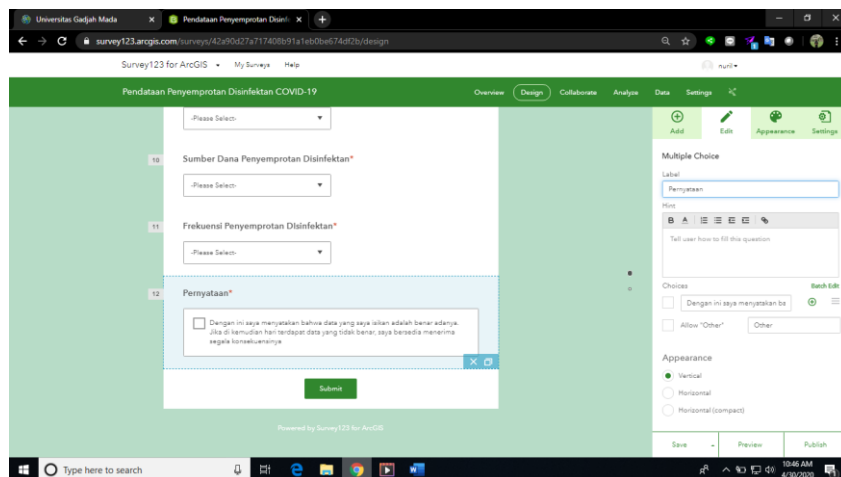 Universitas Gadjah Mada
Pendataan Penyemprotan Disinf
survey123.arcgis.com/surveys/42a90d27a717408b91a1eb0be674df2b/design
Survey123 for ArcGIS My Surveys Help nuril
Pendataan Penyemprotan Disinfektan COVID-19 Overview Design Collaborate Analyze Data Settings
-Please Select-
10 Sumber Dana Penyemprotan Disinfektan*
-Please Select-
11 Frekuensi Penyemprotan DIsinfektan*
-Please Select-
12 Pernyataan*
Dengan ini saya menyatakan bahwa data yang saya isikan adalah benar adanya.
Jika di kemudian hari terdapat data yang tidak benar, saya bersedia menerima
segala konsekuensinya
Submit
Powered by Survey123 for ArcGIS
Add Edit Appearance Settings
Multiple Choice
Label
Pernyataan
Hint
B A
Tell user how to fill this question
Choices Batch Edit
Dengan ini saya menyatakan ba
Allow "Other" Other
Appearance
Vertical
Horizontal
Horizontal (compact)
Save Preview Publish
Type here to search
10:46 AM
4/30/2020